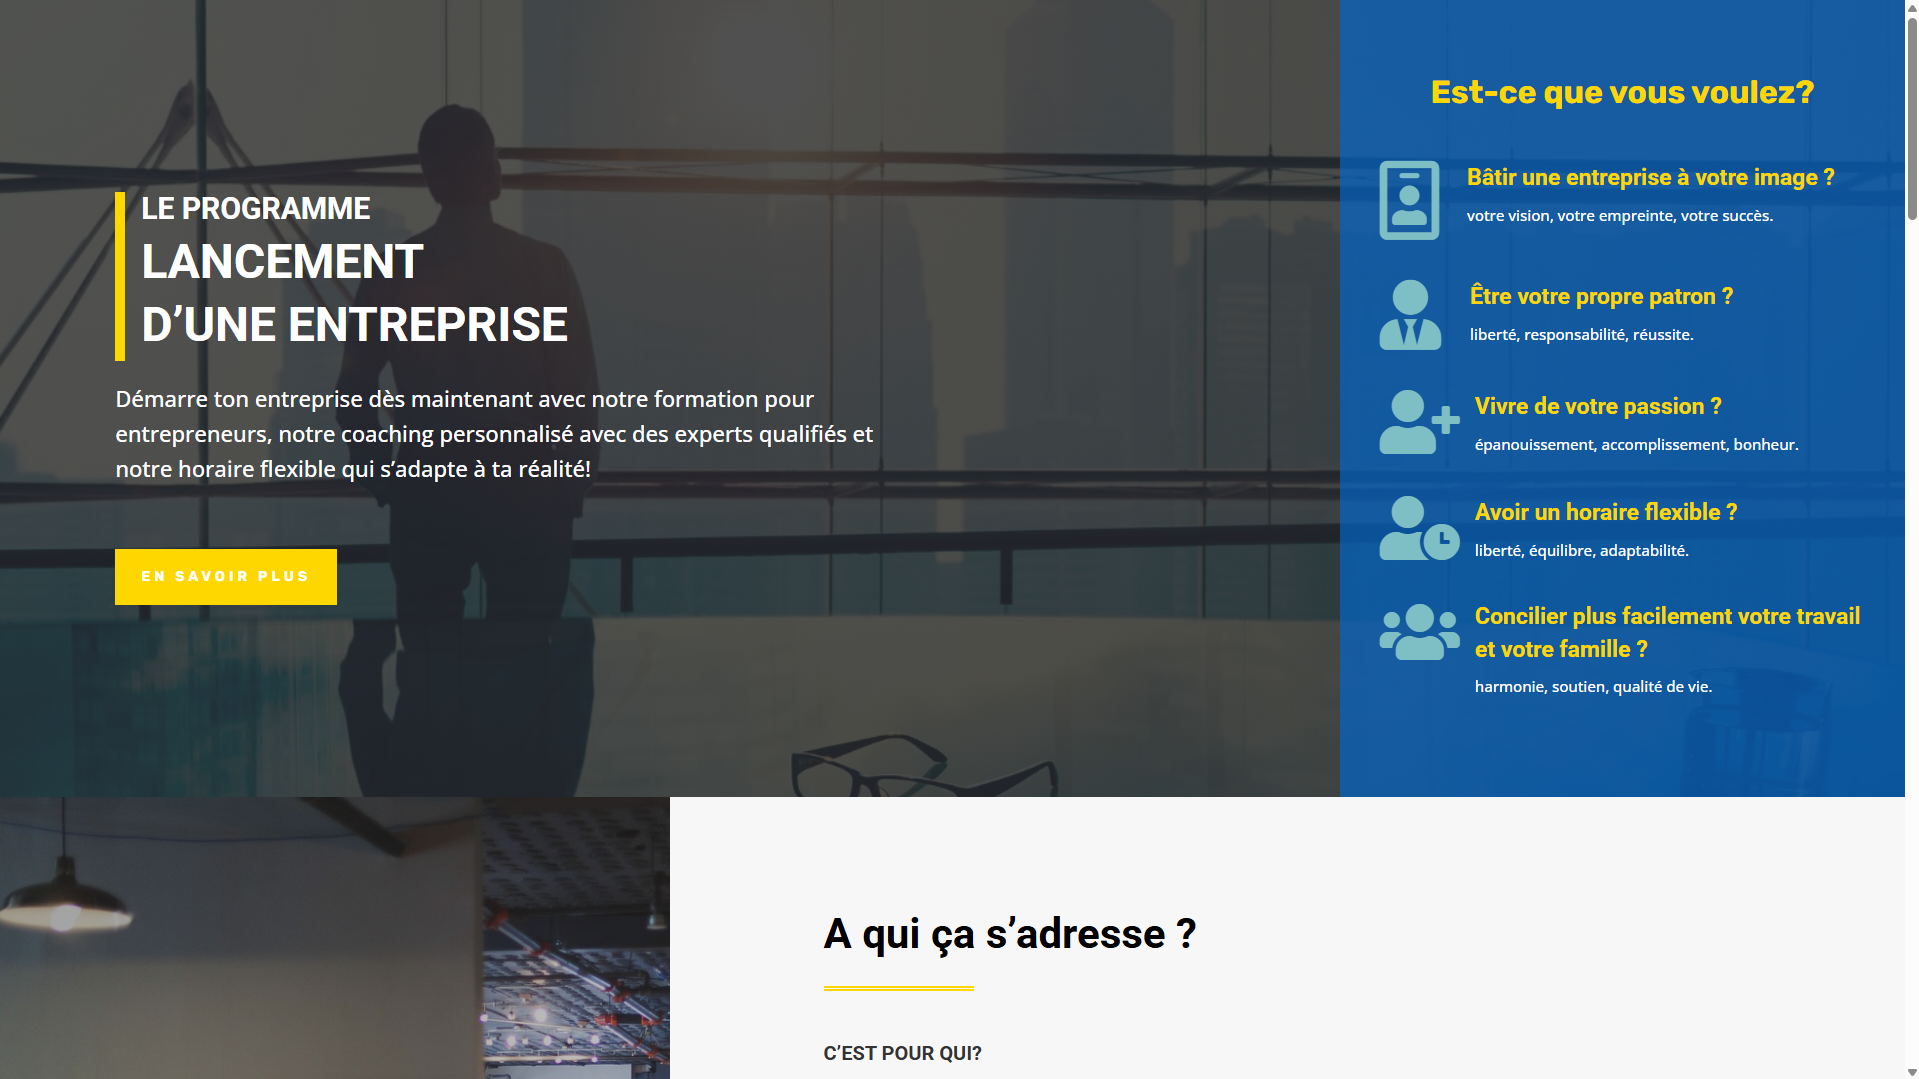 LE PROGRAMME
LANCEMENT
D’UNE ENTREPRISE
Démarre ton entreprise dès maintenant avec notre formation pour
entrepreneurs, notre coaching personnalisé avec des experts qualifiés et
notre horaire flexible qui s’adapte à ta réalité!
EN SAVOIR PLUS
Est-ce que vous voulez?
Bâtir une entreprise à votre image ?
votre vision, votre empreinte, votre succès.
Être votre propre patron ?
liberté, responsabilité, réussite.
Vivre de votre passion ?
épanouissement, accomplissement, bonheur.
Avoir un horaire flexible ?
liberté, équilibre, adaptabilité.
Concilier plus facilement votre travail
et votre famille ?
harmonie, soutien, qualité de vie.
A qui ça s’adresse ?
C’EST POUR QUI?